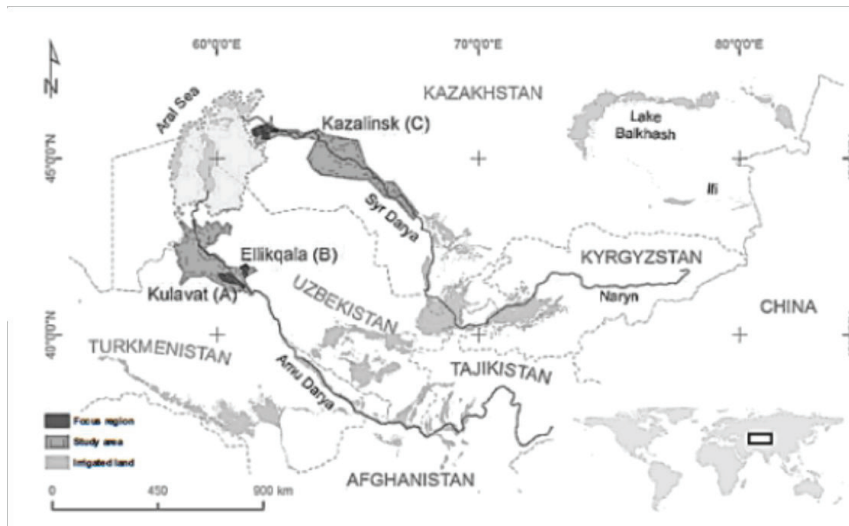 60°0'0"E 70°0'0"E 80°0'0"E
N
Aral Sea
KAZAKHSTAN
Kazalinsk (C)
Lake
Balkhash
45°0'0"N
Ili
Syr Darya
Ellikqala (B)
KYRGYZSTAN
Kulavat (A)
UZBEKISTAN
Naryn
CHINA
40°0'0"N
TURKMENISTAN
TAJIKISTAN
Amu Darya
Focus region
Study area
Irrigated land
AFGHANISTAN
0 450 900 km